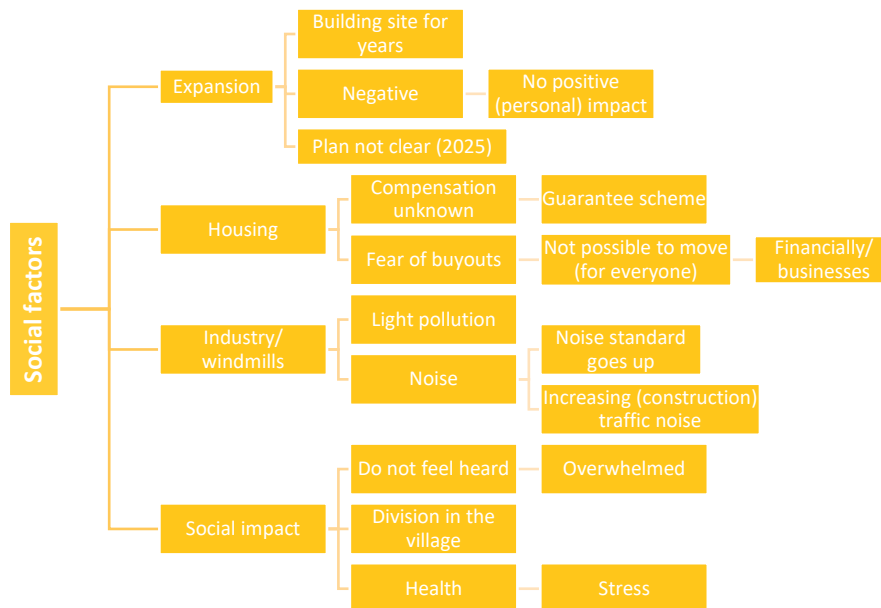 Social factors
Expansion
Building site for
years
Negative
No positive
(personal) impact
Plan not clear (2025)
Housing
Compensation
unknown
Guarantee scheme
Fear of buyouts
Not possible to move
(for everyone)
Financially/
businesses
Industry/
windmills
Light pollution
Noise
Noise standard
goes up
Increasing (construction)
traffic noise
Social impact
Do not feel heard
Overwhelmed
Division in the
village
Health
Stress